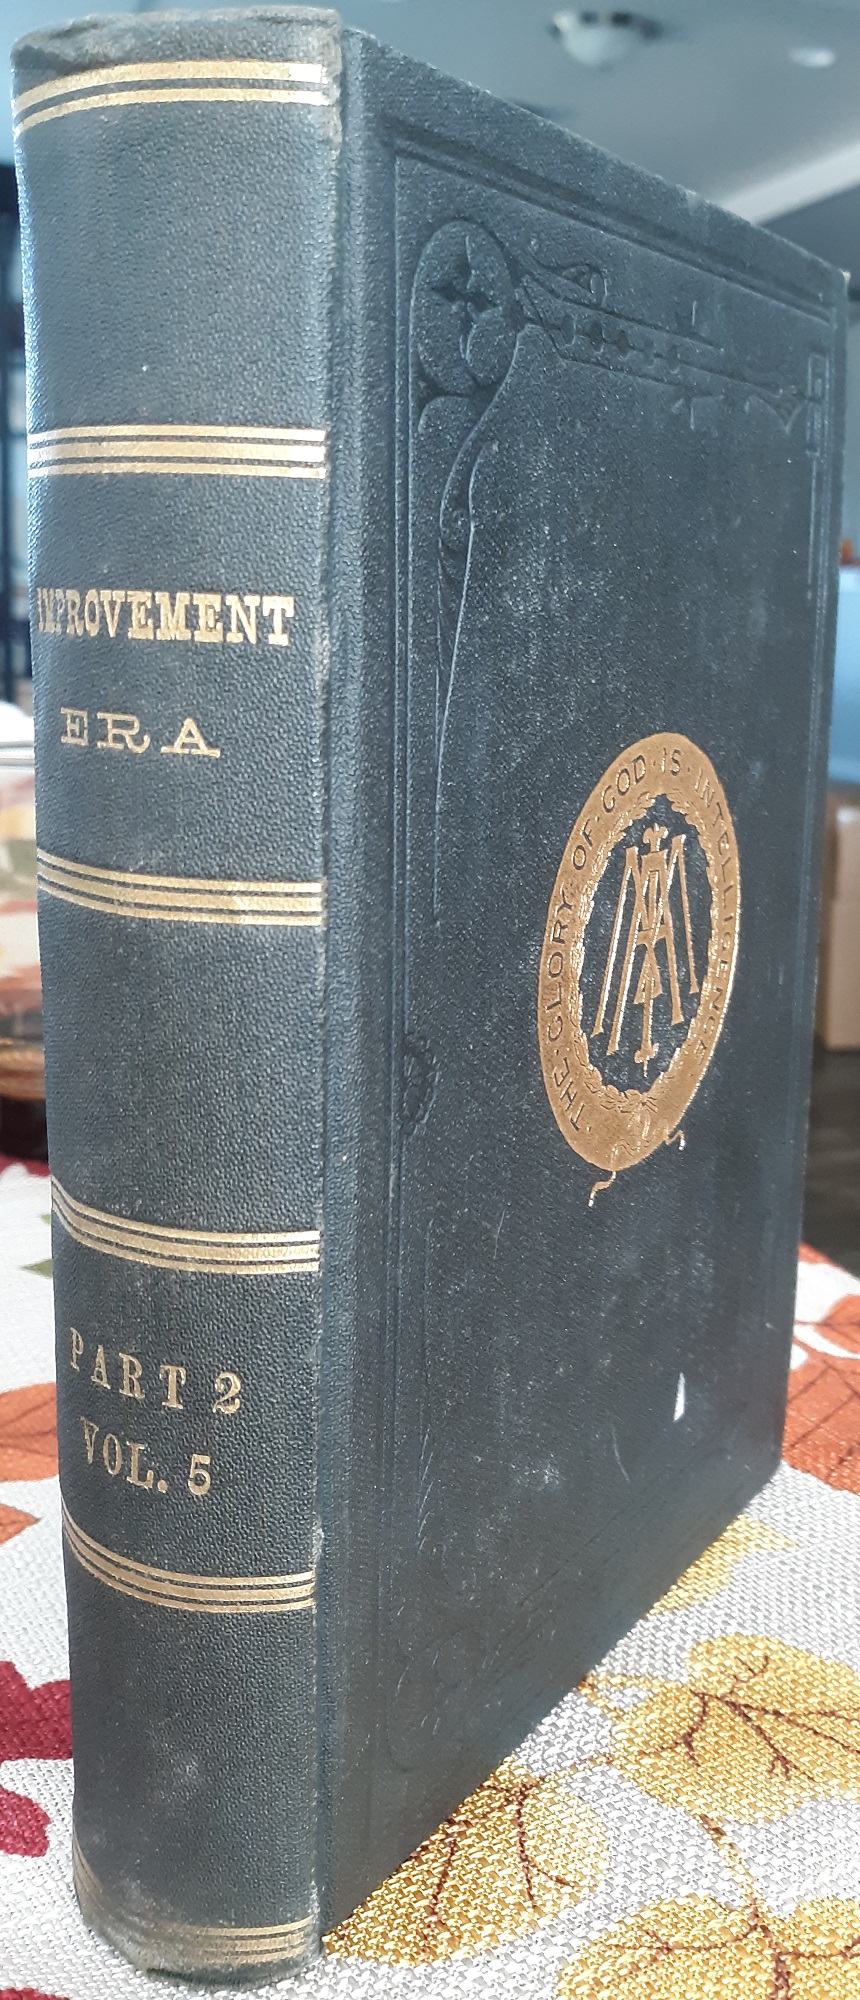 IMPROVEMENT
ERA
PART 2
VOL. 5
THE·GLORY·OF·GOD·IS·INTELLIGENCE